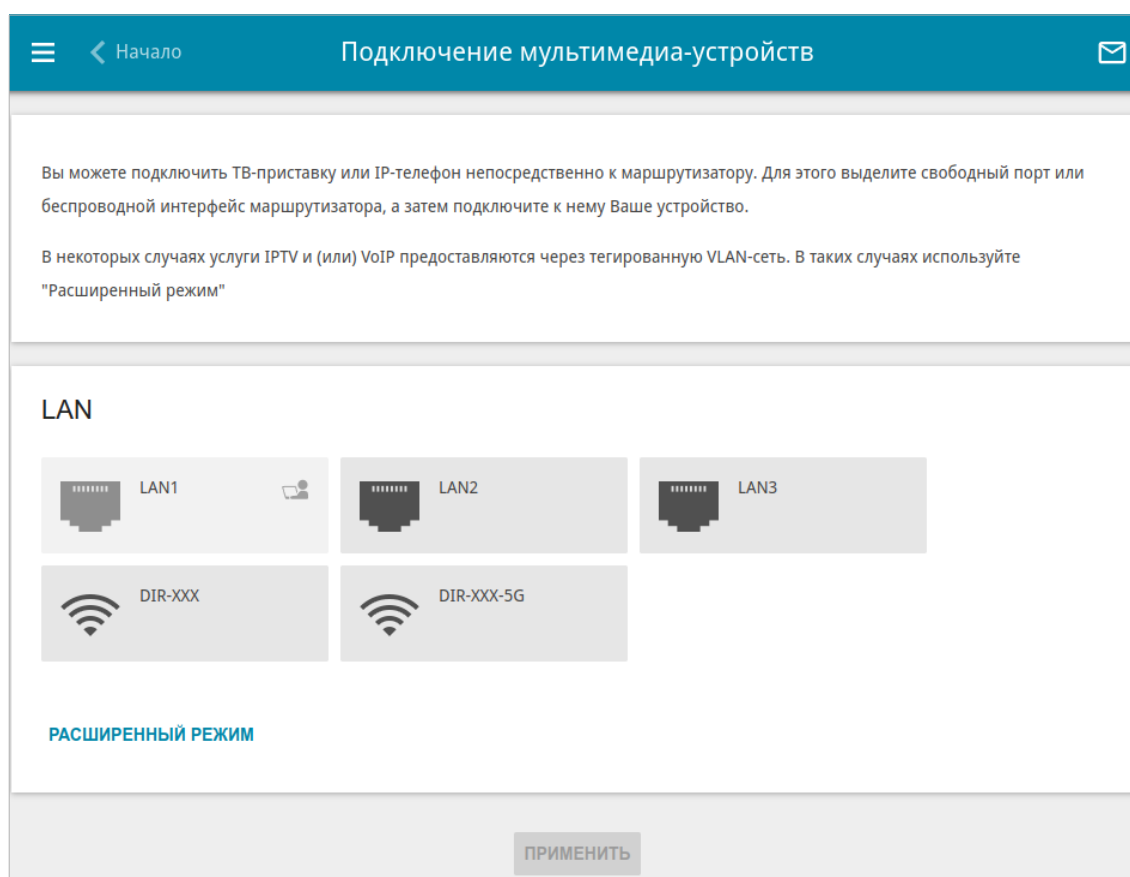 Начало
Подключение мультимедиа-устройств
Вы можете подключить ТВ-приставку или IP-телефон непосредственно к маршрутизатору. Для этого выделите свободный порт или
беспроводной интерфейс маршрутизатора, а затем подключите к нему Ваше устройство.
В некоторых случаях услуги IPTV и (или) VoIP предоставляются через тегированную VLAN-сеть. В таких случаях используйте
"Расширенный режим"
LAN
LAN1
LAN2
LAN3
DIR-XXX
DIR-XXX-5G
РАСШИРЕННЫЙ РЕЖИМ
ПРИМЕНИТЬ